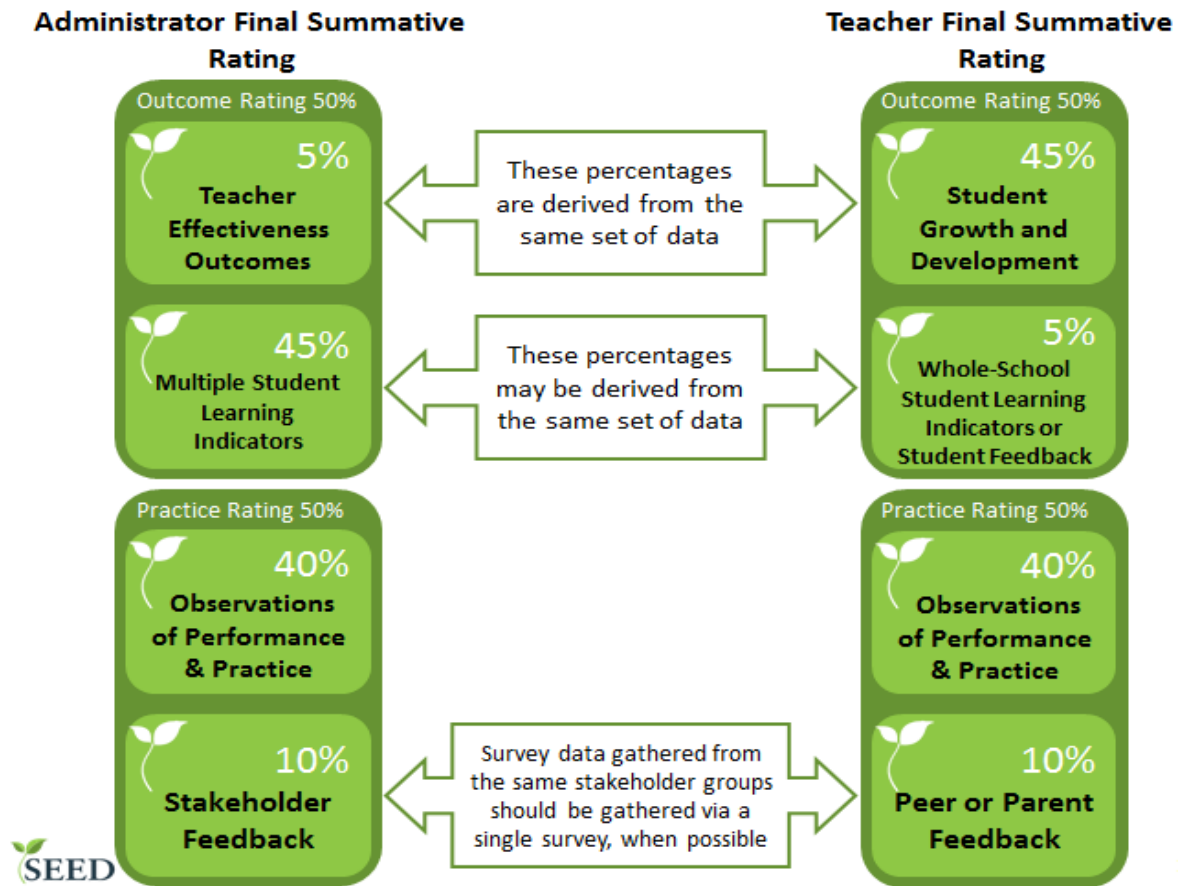 Administrator Final Summative
Rating
Outcome Rating 50%
5%
Teacher
Effectiveness
Outcomes
45%
Multiple Student
Learning
Indicators
Practice Rating 50%
40%
Observations
of Performance
& Practice
10%
Stakeholder
Feedback
These percentages
are derived from the
same set of data
These percentages
may be derived from
the same set of data
Survey data gathered from
the same stakeholder groups
should be gathered via a
single survey, when possible
Teacher Final Summative
Rating
Outcome Rating 50%
45%
Student
Growth and
Development
5%
Whole-School
Student Learning
Indicators or
Student Feedback
Practice Rating 50%
40%
Observations
of Performance
& Practice
10%
Peer or Parent
Feedback
SEED